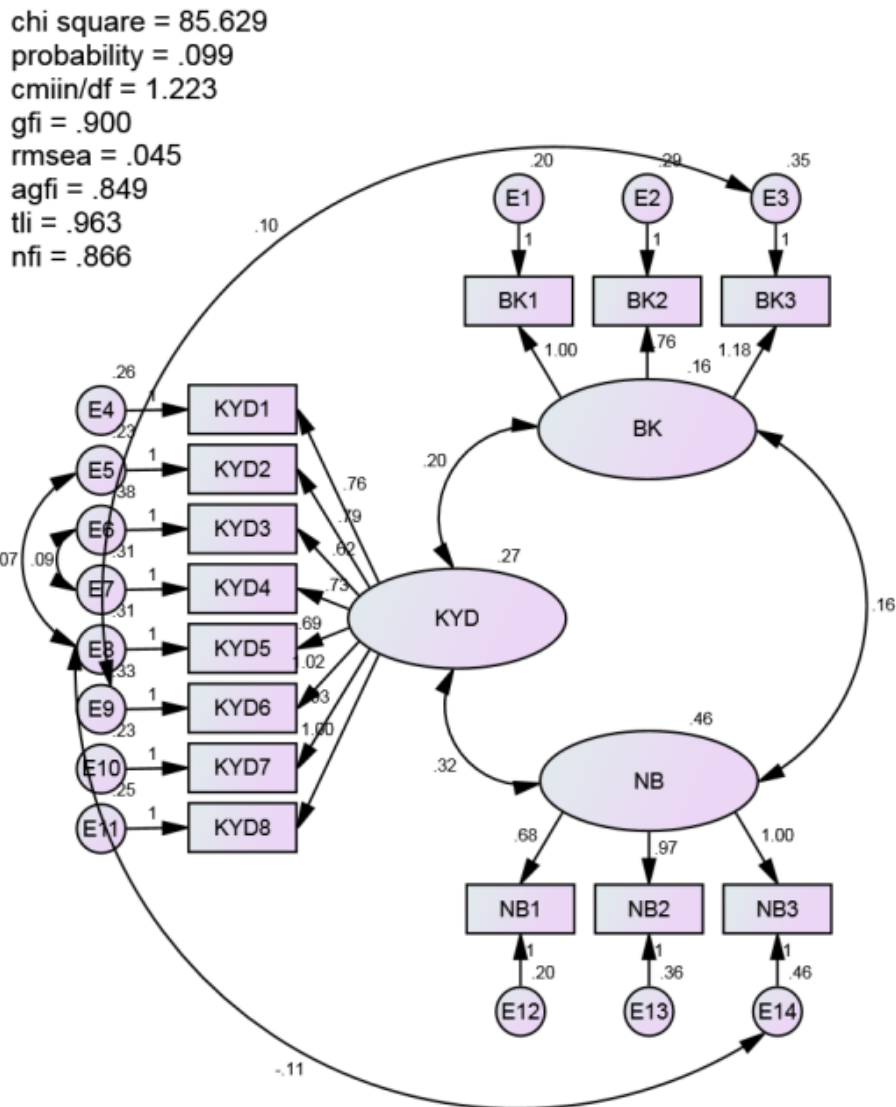 chi square = 85.629
probability = .099
cmiin/df = 1.223
gfi = .900
rmsea = .045
agfi = .849
tli = .963
nfi = .866
.20
.29
.35
E1
E2
E3
.10
1
1
1
BK1
BK2
BK3
1.00
.76
1.18
.16
BK
.26
E4
1
KYD1
.23
E5
1
KYD2
.20
.76
.38
E6
1
KYD3
.79
.62
07
.09
.31
E7
1
KYD4
.73
.27
KYD
.16
.31
E8
1
KYD5
.69
1.02
.33
E9
1
KYD6
1.00
.23
E10
1
KYD7
.32
.46
NB
.25
E11
1
KYD8
.68
.97
1.00
NB1
NB2
NB3
1
1
1
.20
.36
.46
E12
E13
E14
-.11